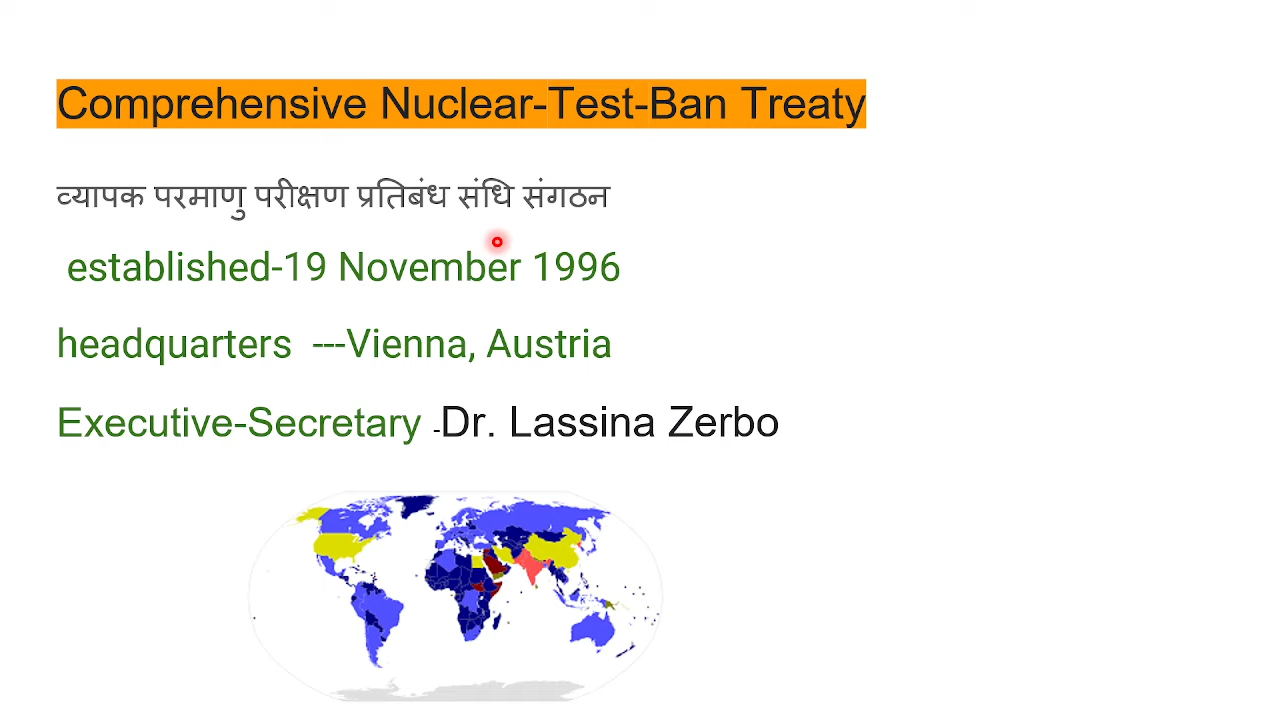 Comprehensive Nuclear-Test-Ban Treaty
व्यापक परमाणु परीक्षण प्रतिबंध संधि संगठन
established-19 November 1996
headquarters ---Vienna, Austria
Executive-Secretary -Dr. Lassina Zerbo